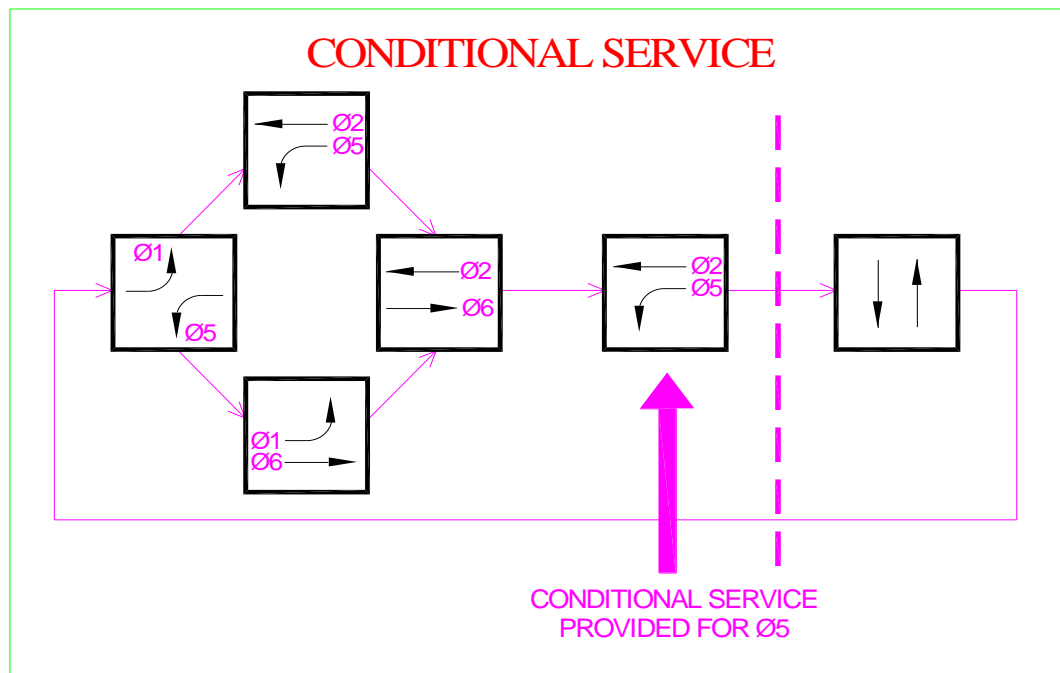 CONDITIONAL SERVICE
Ø2
Ø5
Ø1
Ø5
Ø2
Ø6
Ø2
Ø5
Ø1
Ø6
CONDITIONAL SERVICE
PROVIDED FOR Ø5